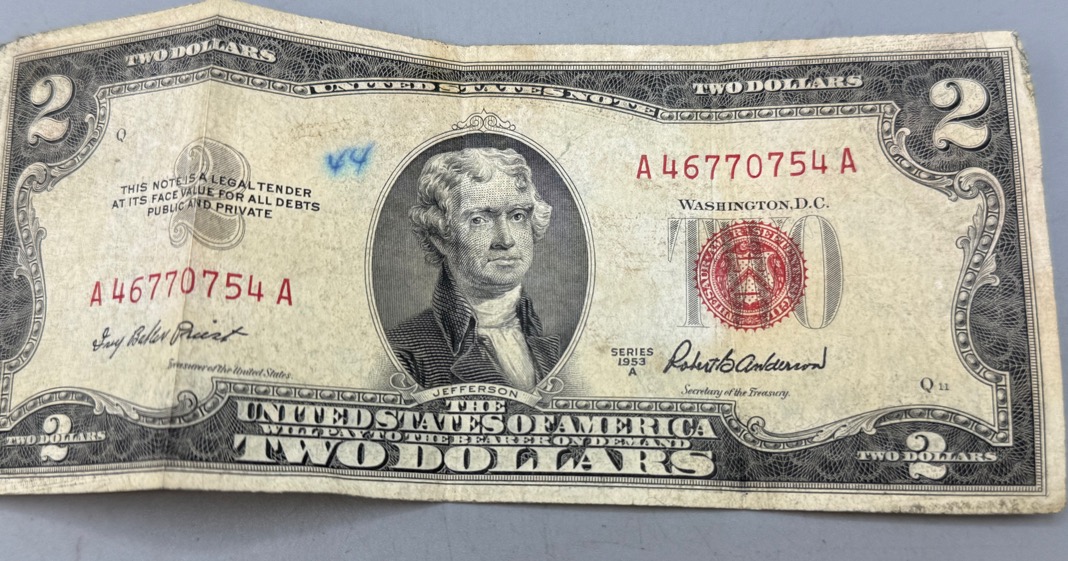 TWO DOLLARS
TWO DOLLARS
UNITED STATES NOTE
2
2
Q
44
A 46770754 A
THIS NOTE IS A LEGAL TENDER
AT ITS FACE VALUE FOR ALL DEBTS
PUBLIC AND PRIVATE
2
WASHINGTON, D.C.
TWO
A 46770754 A
Ivy Baker Priest
Treasurer of the United States.
SERIES
1953
A
Robert B. Anderson
Secretary of the Treasury.
Q 11
JEFFERSON
THE
UNITED STATES OF AMERICA
WILL PAY TO THE BEARER ON DEMAND
TWO DOLLARS
TWO DOLLARS
2
TWO DOLLARS
2